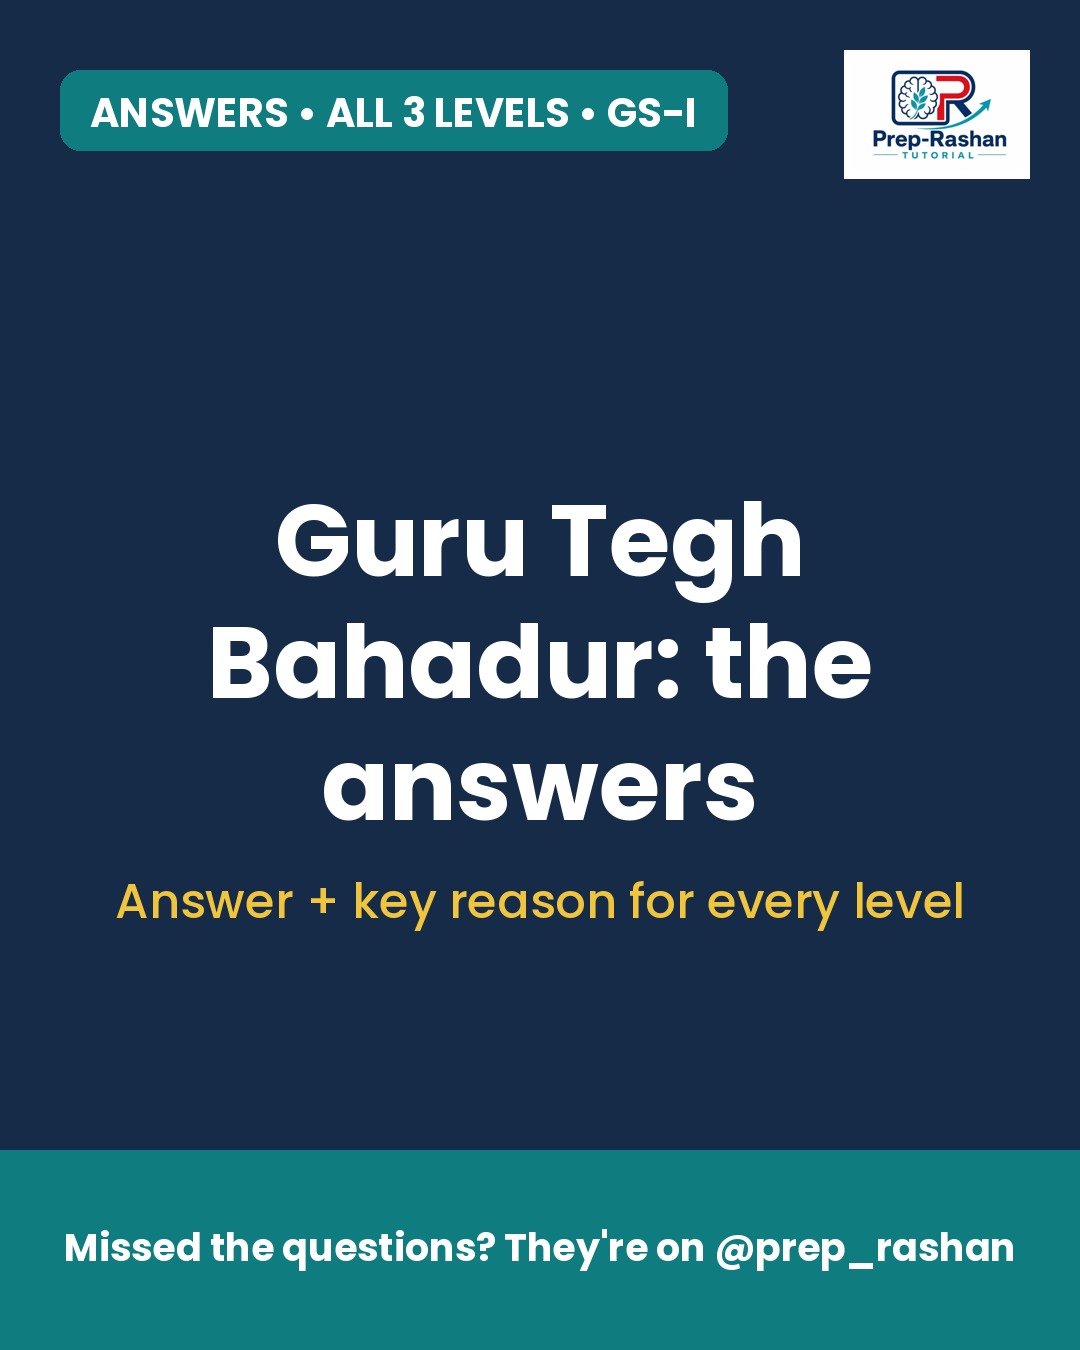 ANSWERS • ALL 3 LEVELS • GS-I
PR
Prep-Rashan
TUTORIAL
Guru Tegh
Bahadur: the
answers
Answer + key reason for every level
Missed the questions? They're on @prep_rashan